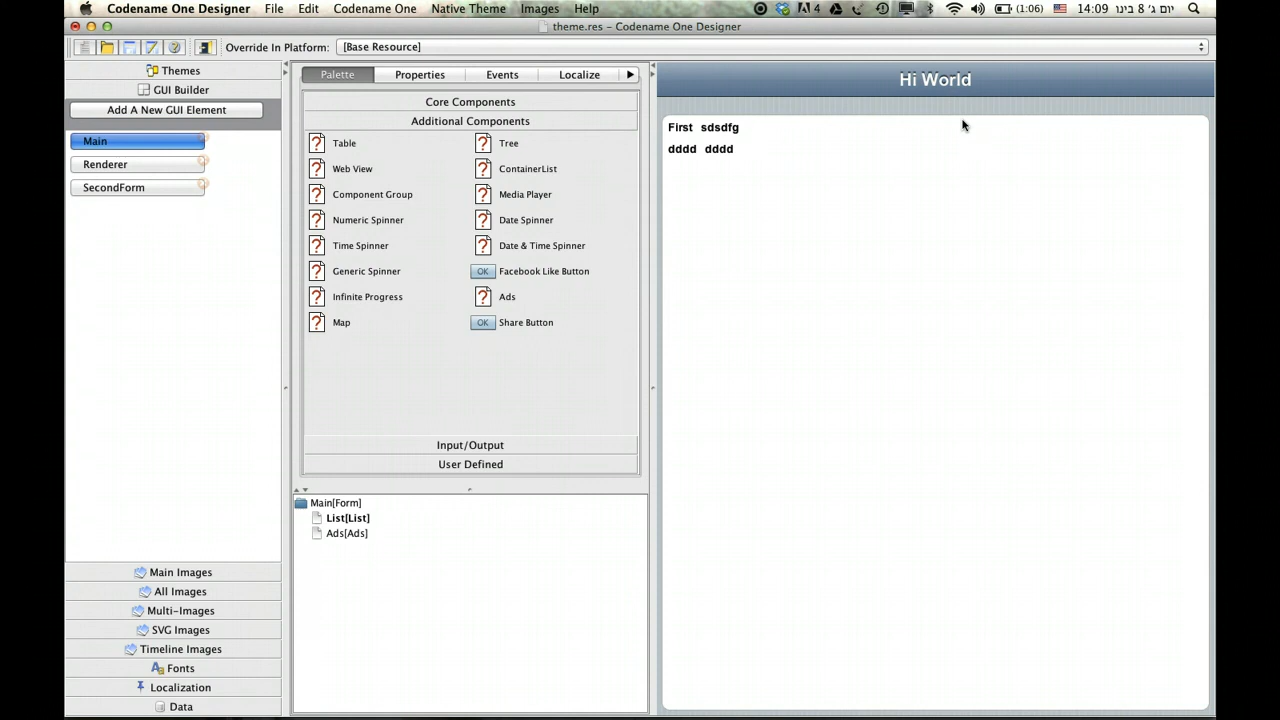 Codename One Designer File Edit Codename One Native Theme Images Help 4 (1:06) 14:09 יום ג׳ 8 בינו
theme.res - Codename One Designer
Override In Platform: [Base Resource]
Themes
GUI Builder
Add A New GUI Element
Main
Renderer
SecondForm
Main Images
All Images
Multi-Images
SVG Images
Timeline Images
Fonts
Localization
Data
Palette Properties Events Localize
Core Components
Additional Components
Table Tree
Web View ContainerList
Component Group Media Player
Numeric Spinner Date Spinner
Time Spinner Date & Time Spinner
Generic Spinner OK Facebook Like Button
Infinite Progress Ads
Map OK Share Button
Input/Output
User Defined
Main[Form]
List[List]
Ads[Ads]
Hi World
First sdsdfg
dddd dddd